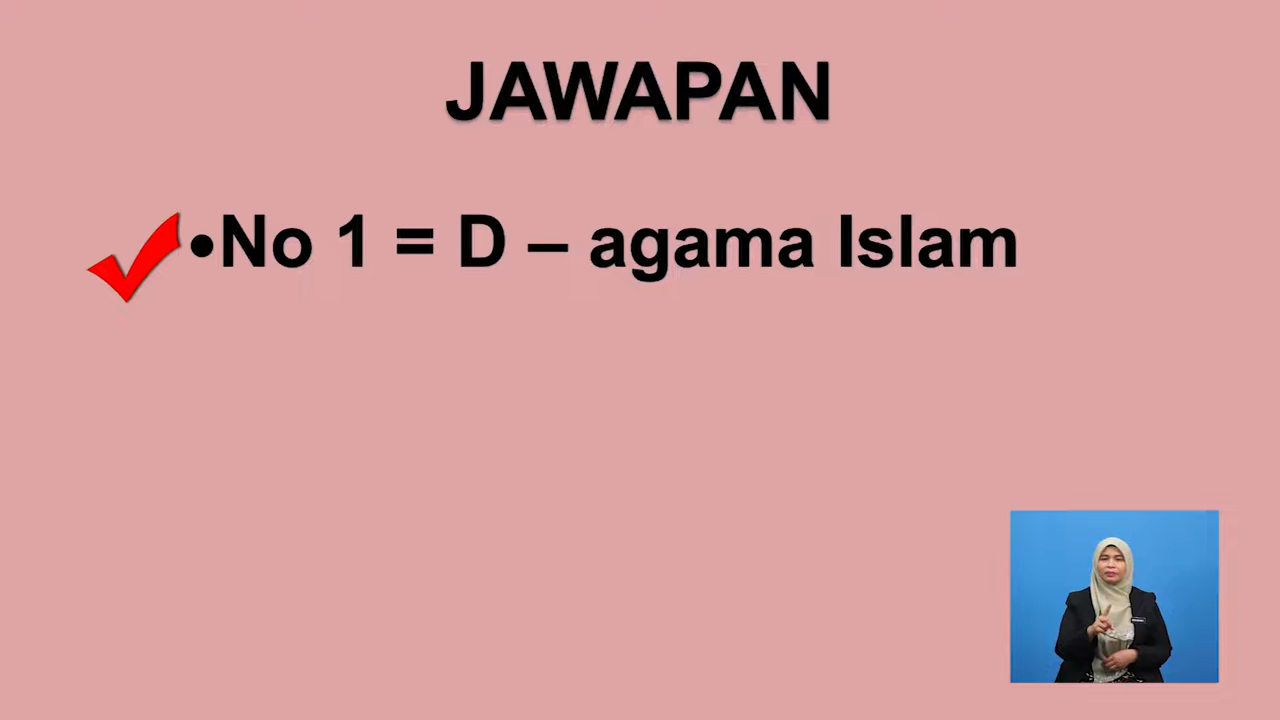 JAWAPAN
•No 1 = D – agama Islam